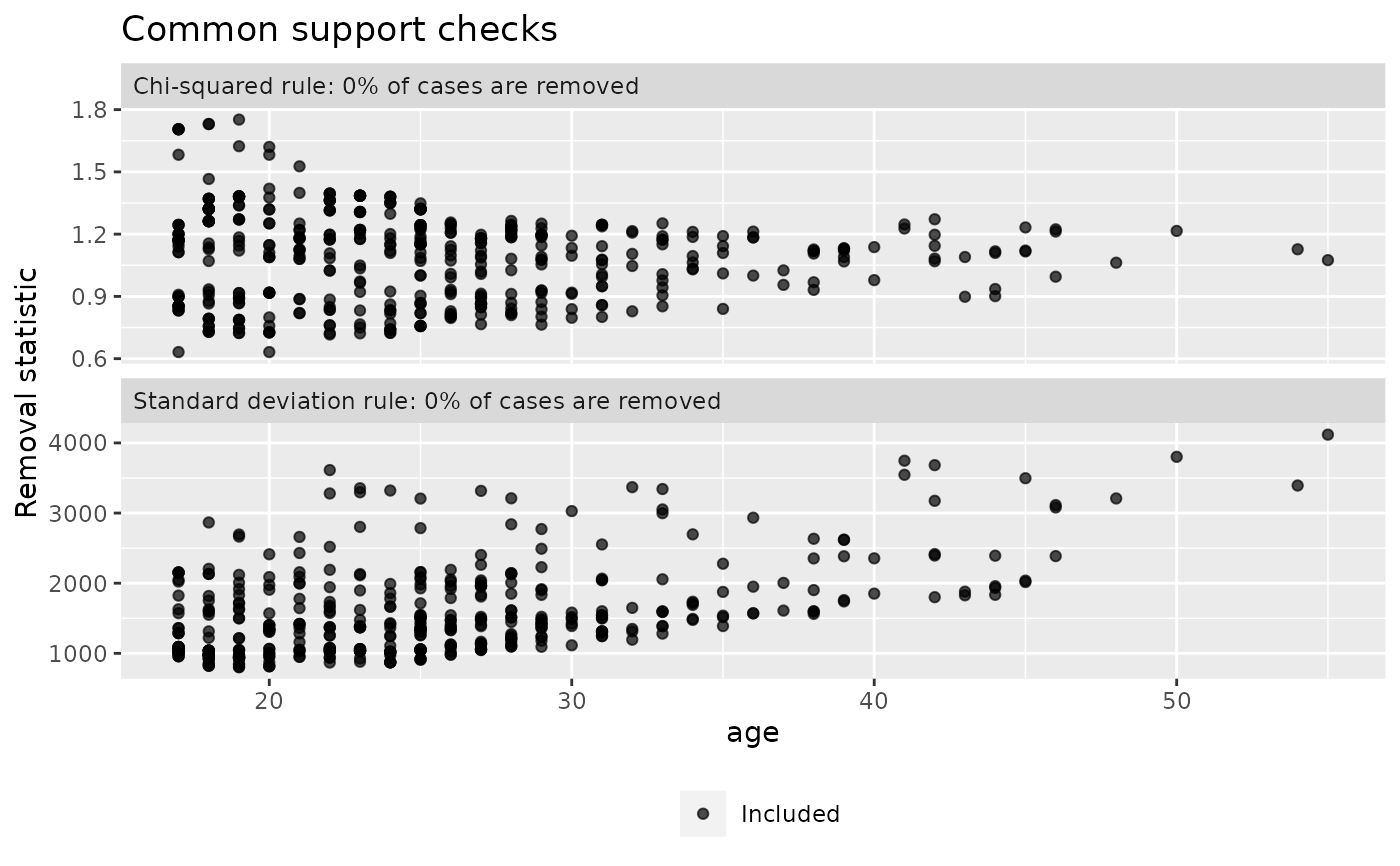 Common support checks
Chi-squared rule: 0% of cases are removed
1.8
1.5
1.2
0.9
0.6
Removal statistic
Standard deviation rule: 0% of cases are removed
4000
3000
2000
1000
20 30 40 50
age
Included